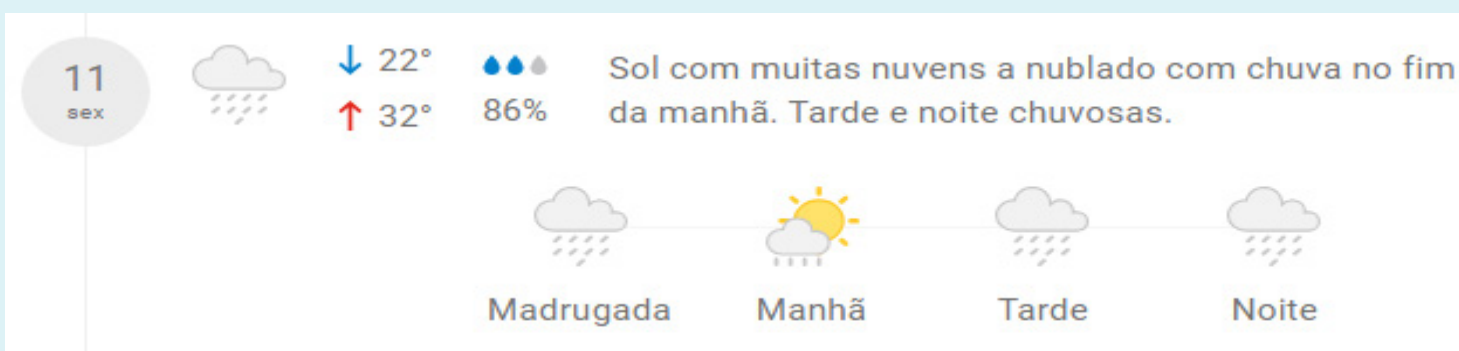 11
sex
↓ 22°
↑ 32°
86%
Sol com muitas nuvens a nublado com chuva no fim
da manhã. Tarde e noite chuvosas.
Madrugada Manhã Tarde Noite